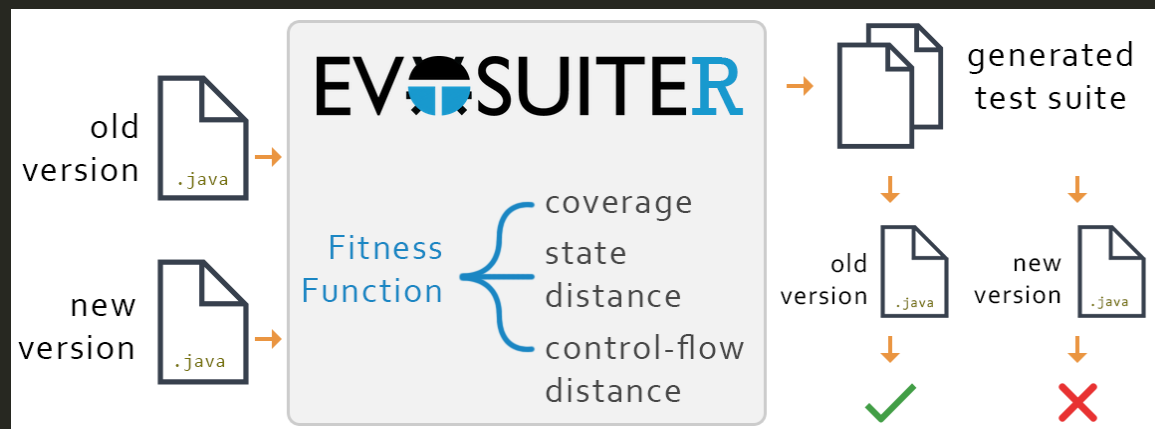 old
version
.java
new
version
.java
EVOSUITER
Fitness
Function
coverage
state
distance
control-flow
distance
generated
test suite
old
version
.java
new
version
.java